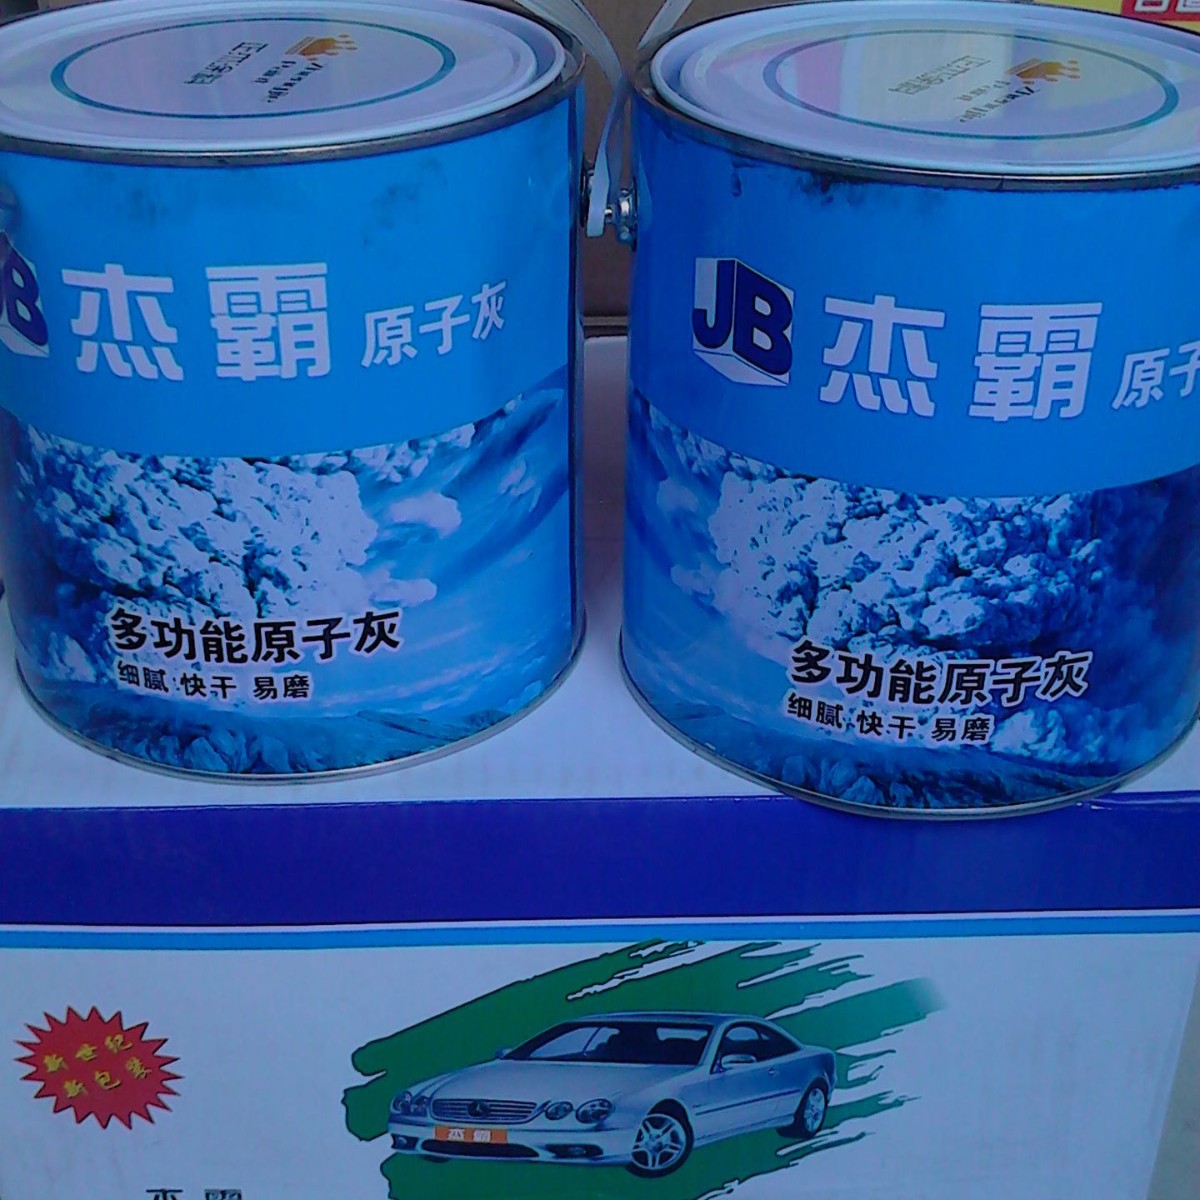 JB 杰霸 原子灰
多功能原子灰
细腻 快干 易磨
JB 杰霸 原子
多功能原子灰
细腻 快干 易磨
新世纪
新包装
杰霸